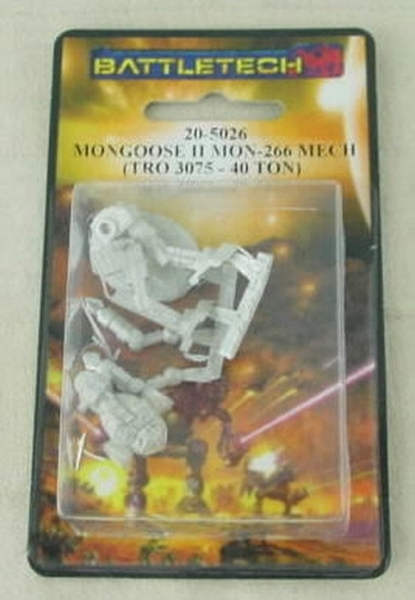 BATTLETECH
20-5026
MONGOOSE II MON-266 MECH
(TRO 3075 - 40 TON)